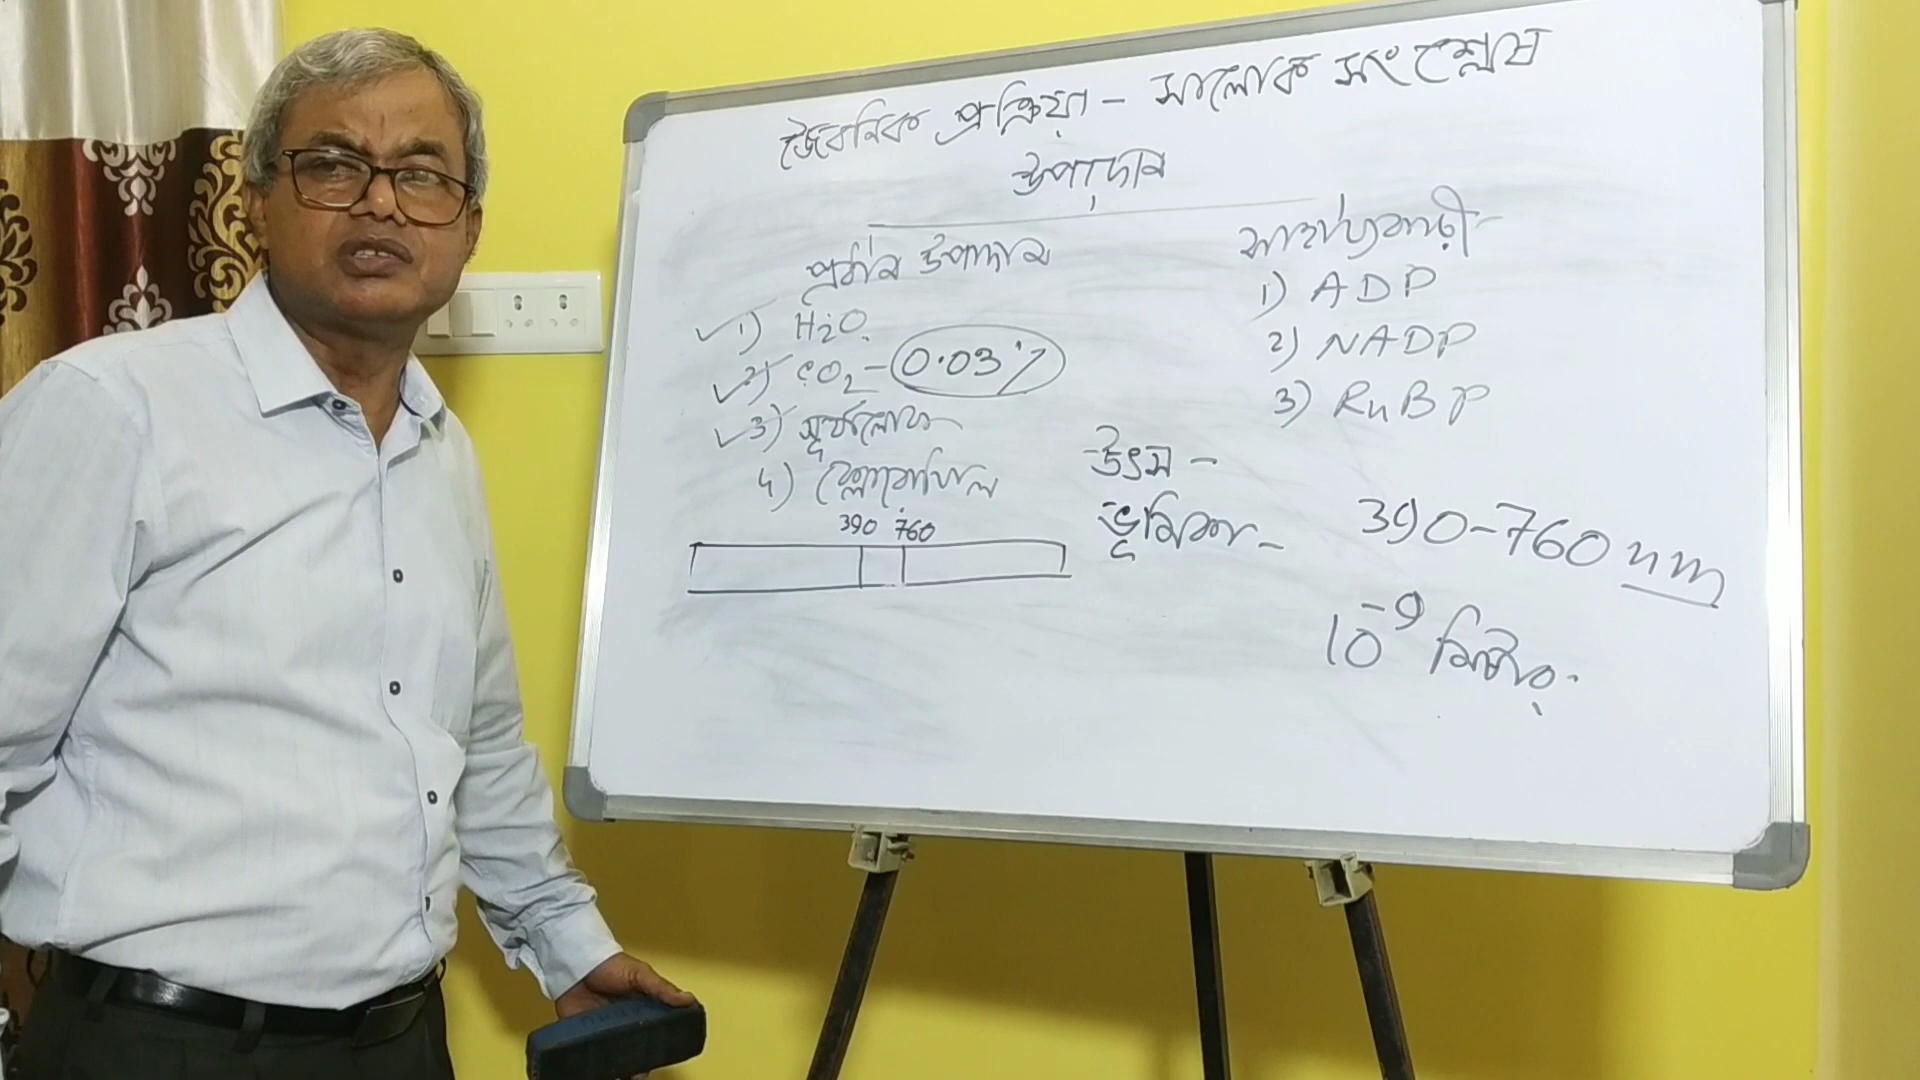 জৈবনিক প্রক্রিয়া - সালোক সংশ্লেষ
উপাদান
প্রধান উপাদান
1) H2O.
2) CO2 - 0.03%
3) সূর্যালোক
4) ক্লোরোফিল
390 760
সাহায্যকারী
1) ADP
2) NADP
3) RuBP
উৎস -
ভূমিকা -
390-760 nm
10⁻⁹ মিটার.